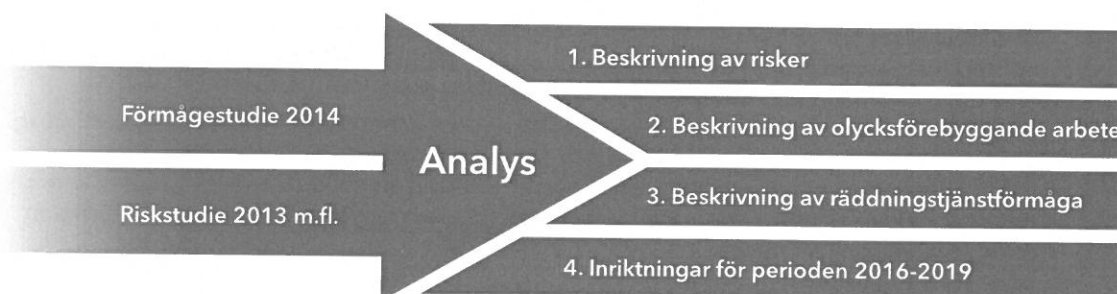 Förmågestudie 2014
Riskstudie 2013 m.fl.
Analys
1. Beskrivning av risker
2. Beskrivning av olycksförebyggande arbete
3. Beskrivning av räddningstjänstförmåga
4. Inriktningar för perioden 2016-2019